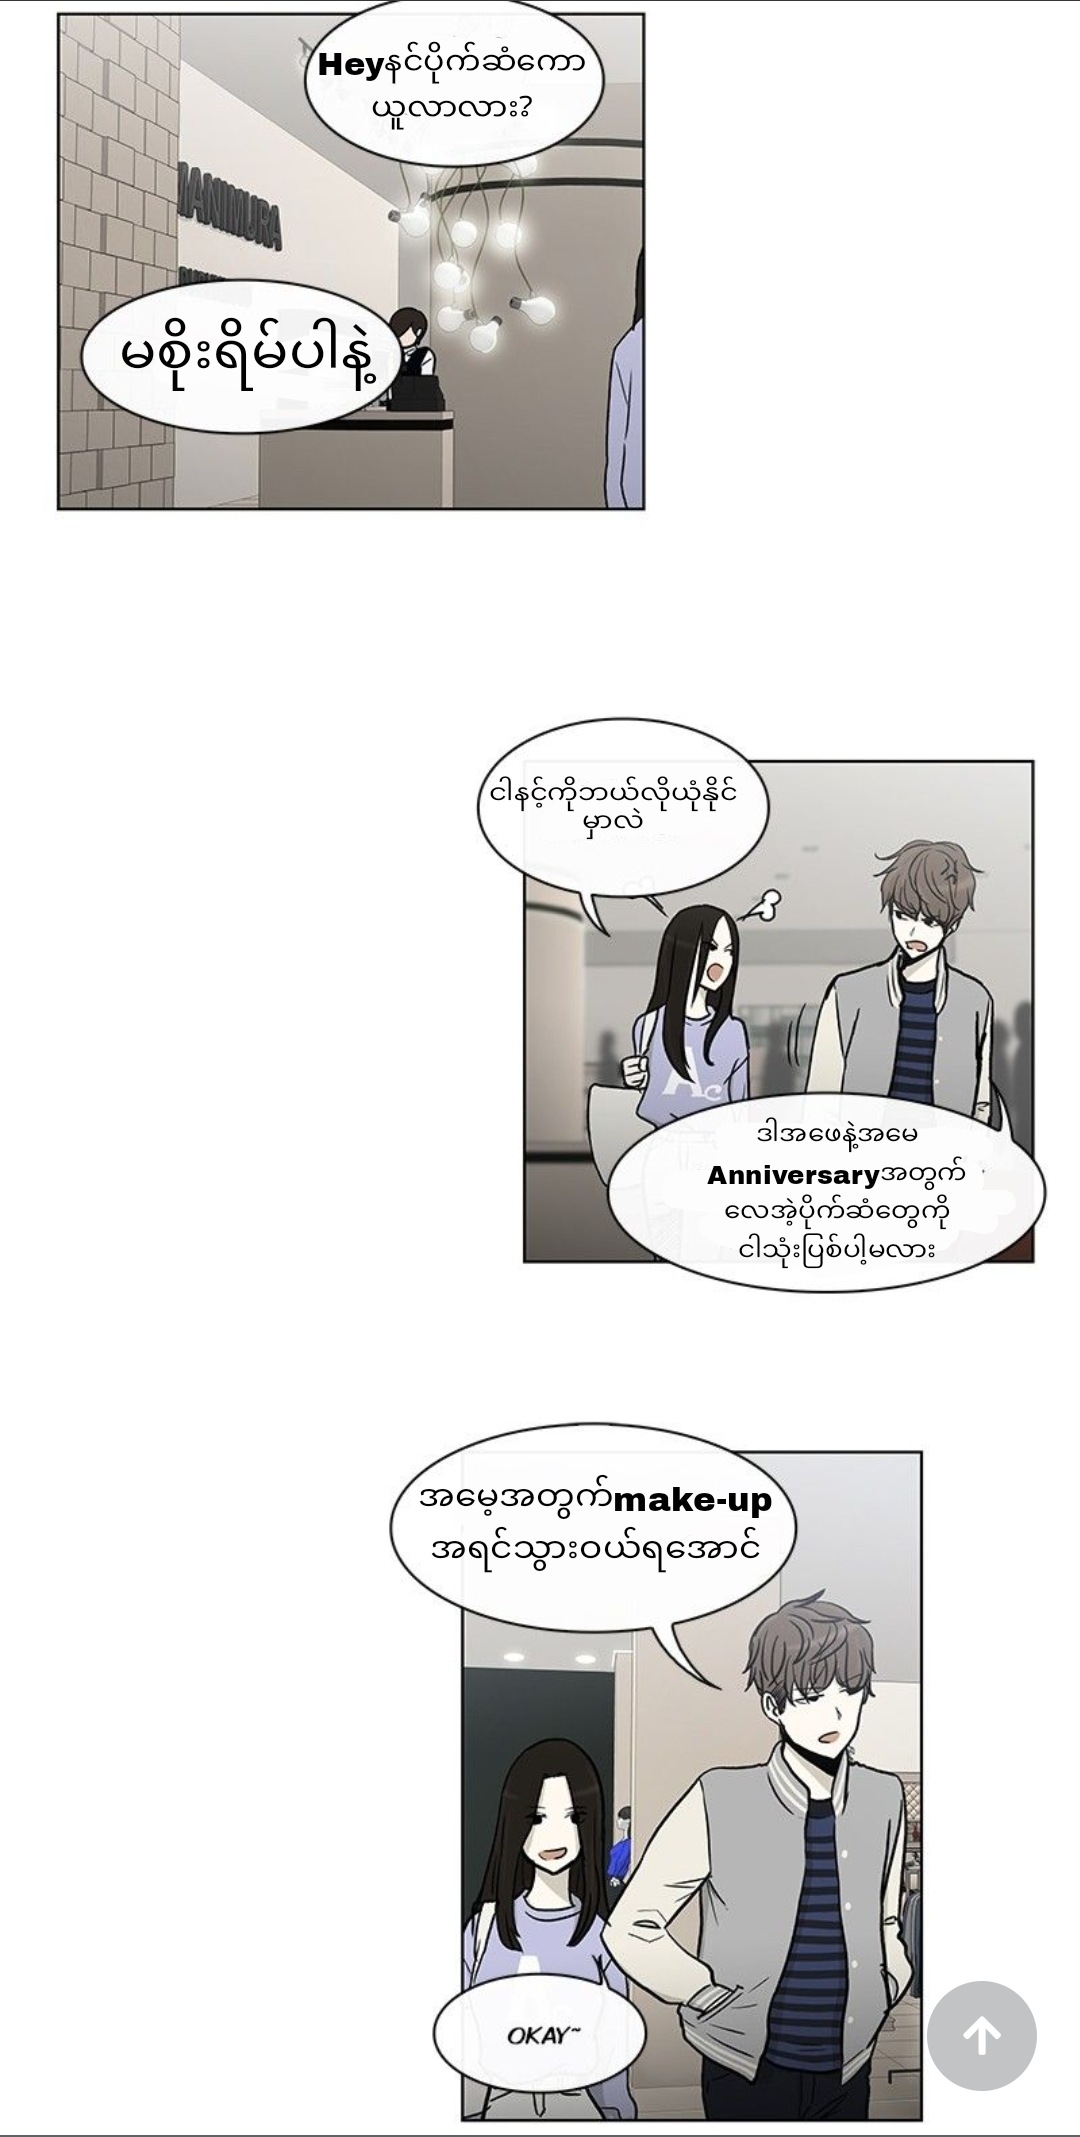 Heyနင်ပိုက်ဆံကော
ယူလာလား?
MANIMURA
မစိုးရိမ်ပါနဲ့
ငါနင့်ကိုဘယ်လိုယုံနိုင်
မှာလဲ
Ac
ဒါအဖေနဲ့အမေ
Anniversaryအတွက်
လေအဲ့ပိုက်ဆံတွေကို
ငါသုံးပြစ်ပါ့မလား
အမေ့အတွက်make-up
အရင်သွားဝယ်ရအောင်
OKAY~